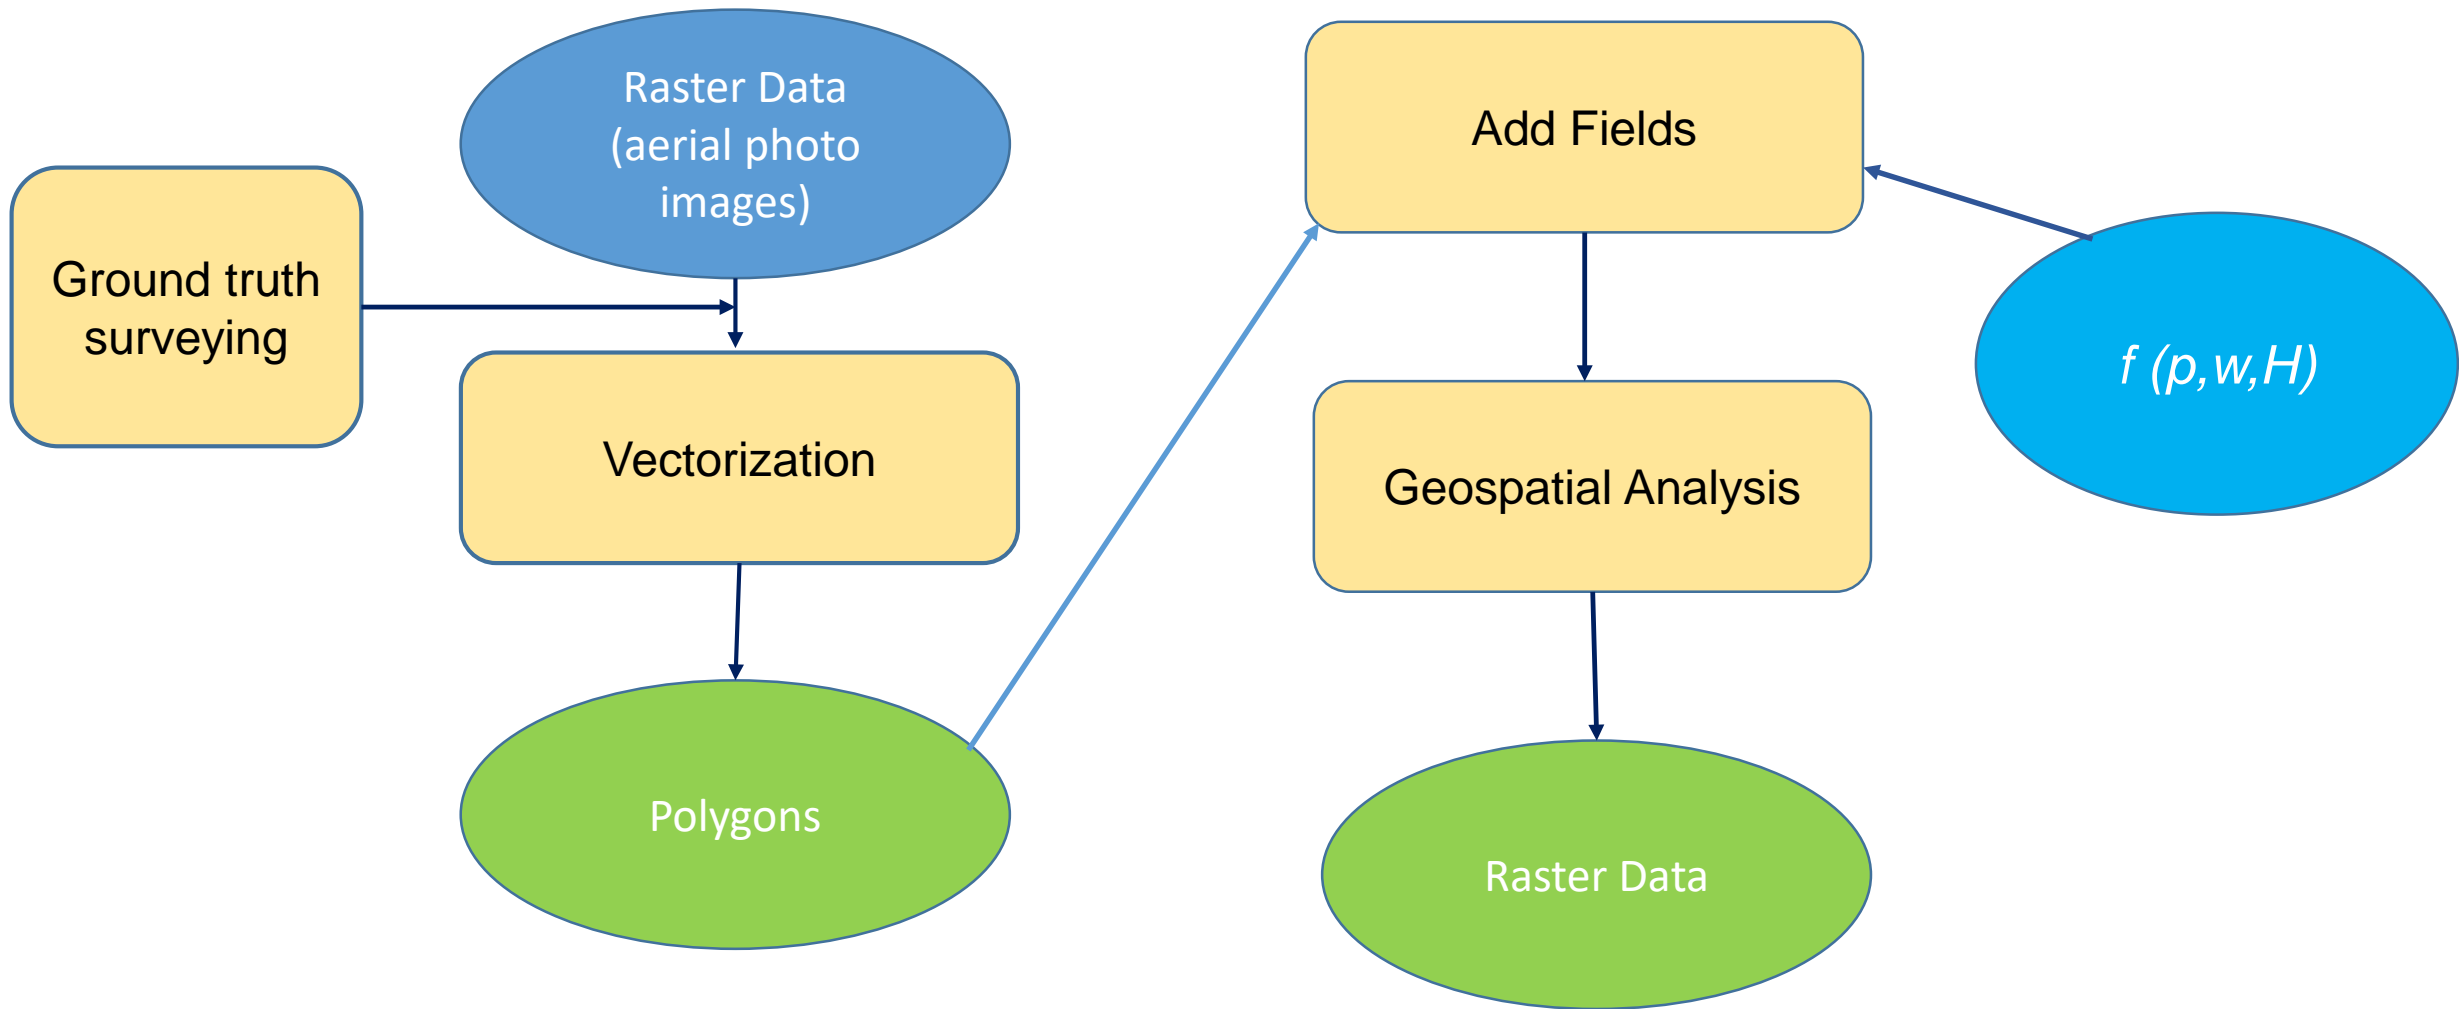 Raster Data
(aerial photo
images)
Ground truth
surveying
Vectorization
Polygons
Add Fields
f (p,w,H)
Geospatial Analysis
Raster Data